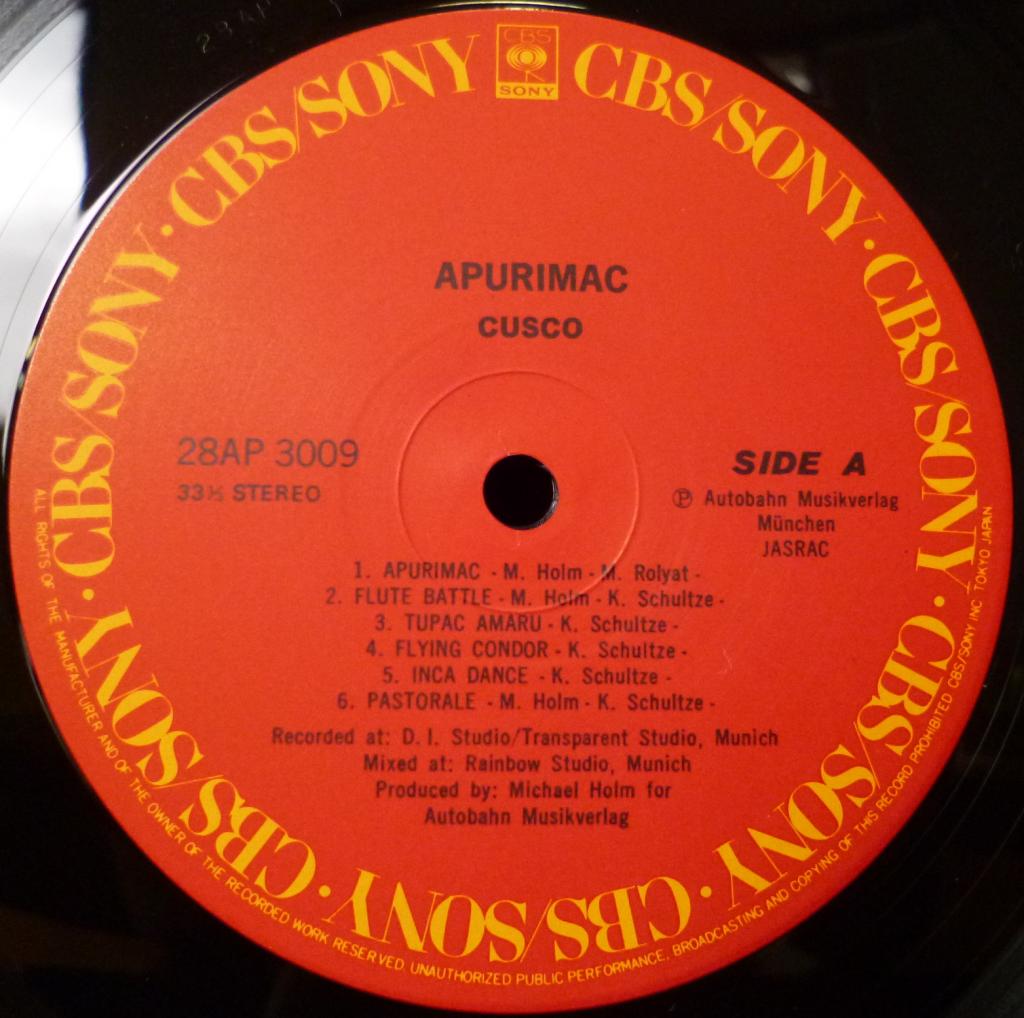 CBS
SONY
CBS/SONY · CBS/SONY · CBS/SONY · CBS/SONY · CBS/SONY · CBS/SONY · CBS/SONY · CBS/SONY
APURIMAC
CUSCO
28AP 3009
33⅓ STEREO
SIDE A
Ⓟ Autobahn Musikverlag
München
JASRAC
1. APURIMAC - M. Holm - M. Rolyat -
2. FLUTE BATTLE - M. Holm - K. Schultze -
3. TUPAC AMARU - K. Schultze -
4. FLYING CONDOR - K. Schultze -
5. INCA DANCE - K. Schultze -
6. PASTORALE - M. Holm - K. Schultze -
Recorded at: D. I. Studio/Transparent Studio, Munich
Mixed at: Rainbow Studio, Munich
Produced by: Michael Holm for
Autobahn Musikverlag
ALL RIGHTS OF THE MANUFACTURER AND OF THE OWNER OF THE RECORDED WORK RESERVED. UNAUTHORIZED PUBLIC PERFORMANCE, BROADCASTING AND COPYING OF THIS RECORD PROHIBITED CBS/SONY INC. TOKYO JAPAN